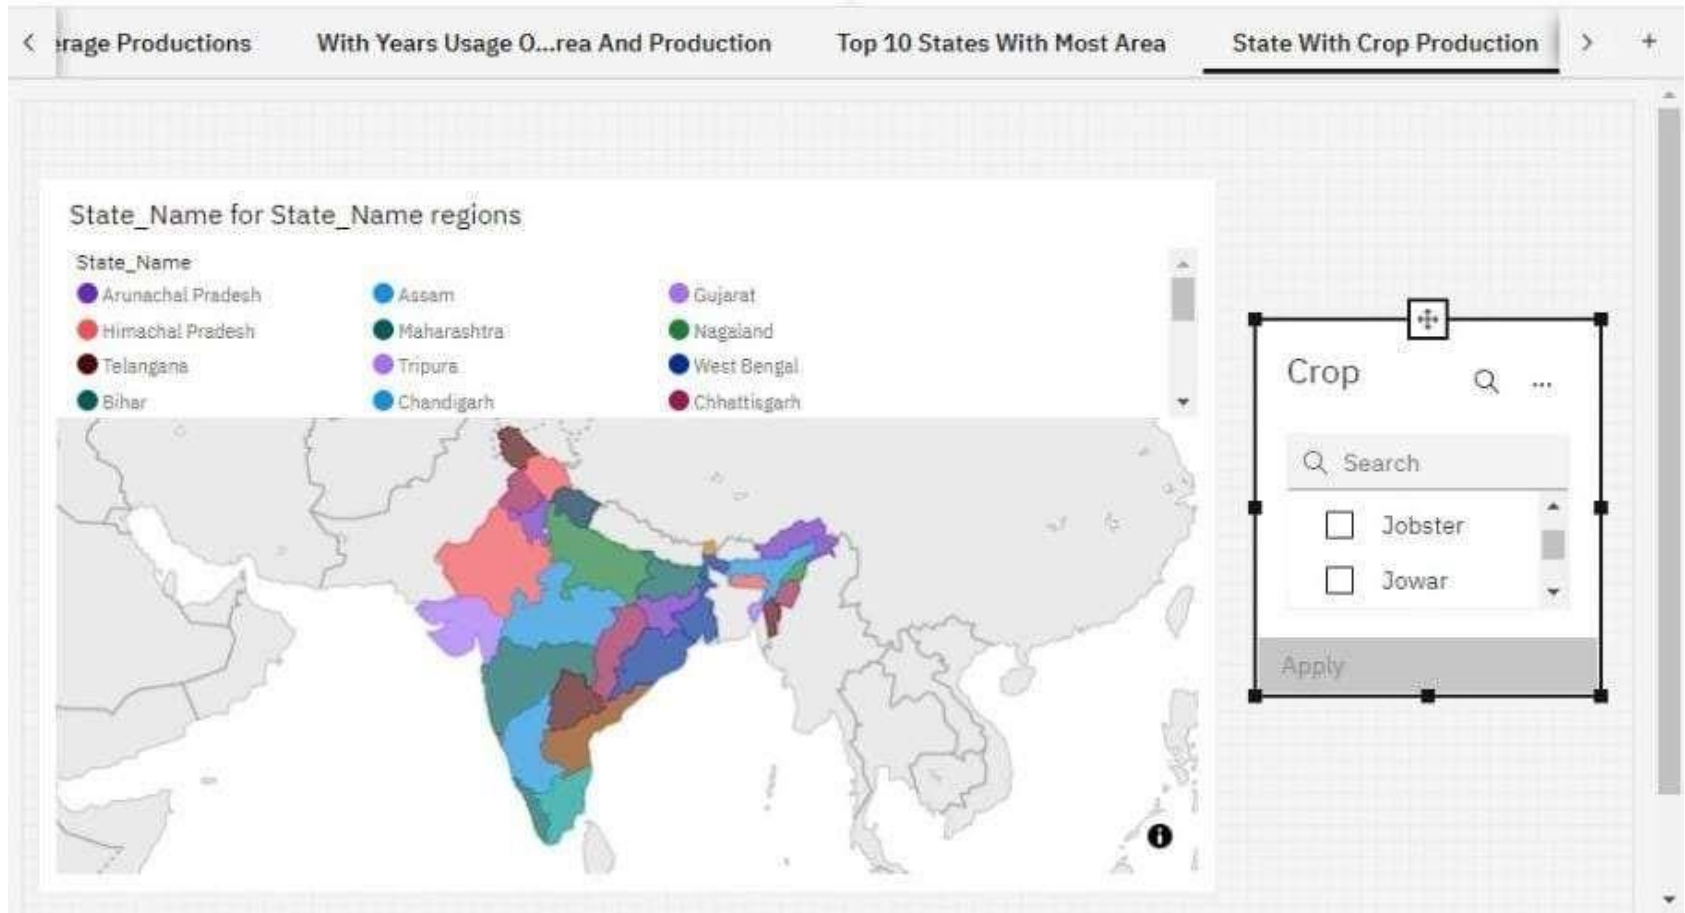 erage Productions With Years Usage O...rea And Production Top 10 States With Most Area State With Crop Production
State_Name for State_Name regions
State_Name
Arunachal Pradesh Assam Gujarat
Himachal Pradesh Maharashtra Nagaland
Telangana Tripura West Bengal
Bihar Chandigarh Chhattisgarh
Crop
Search
Jobster
Jowar
Apply